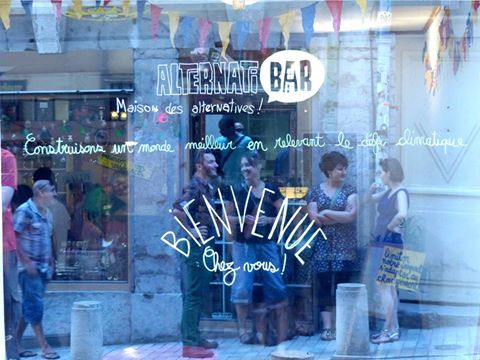 ALTERNATI BAR
Maison des alternatives!
Construisons un monde meilleur en relevant le défi climatique
BIENVENUE
Chez vous!